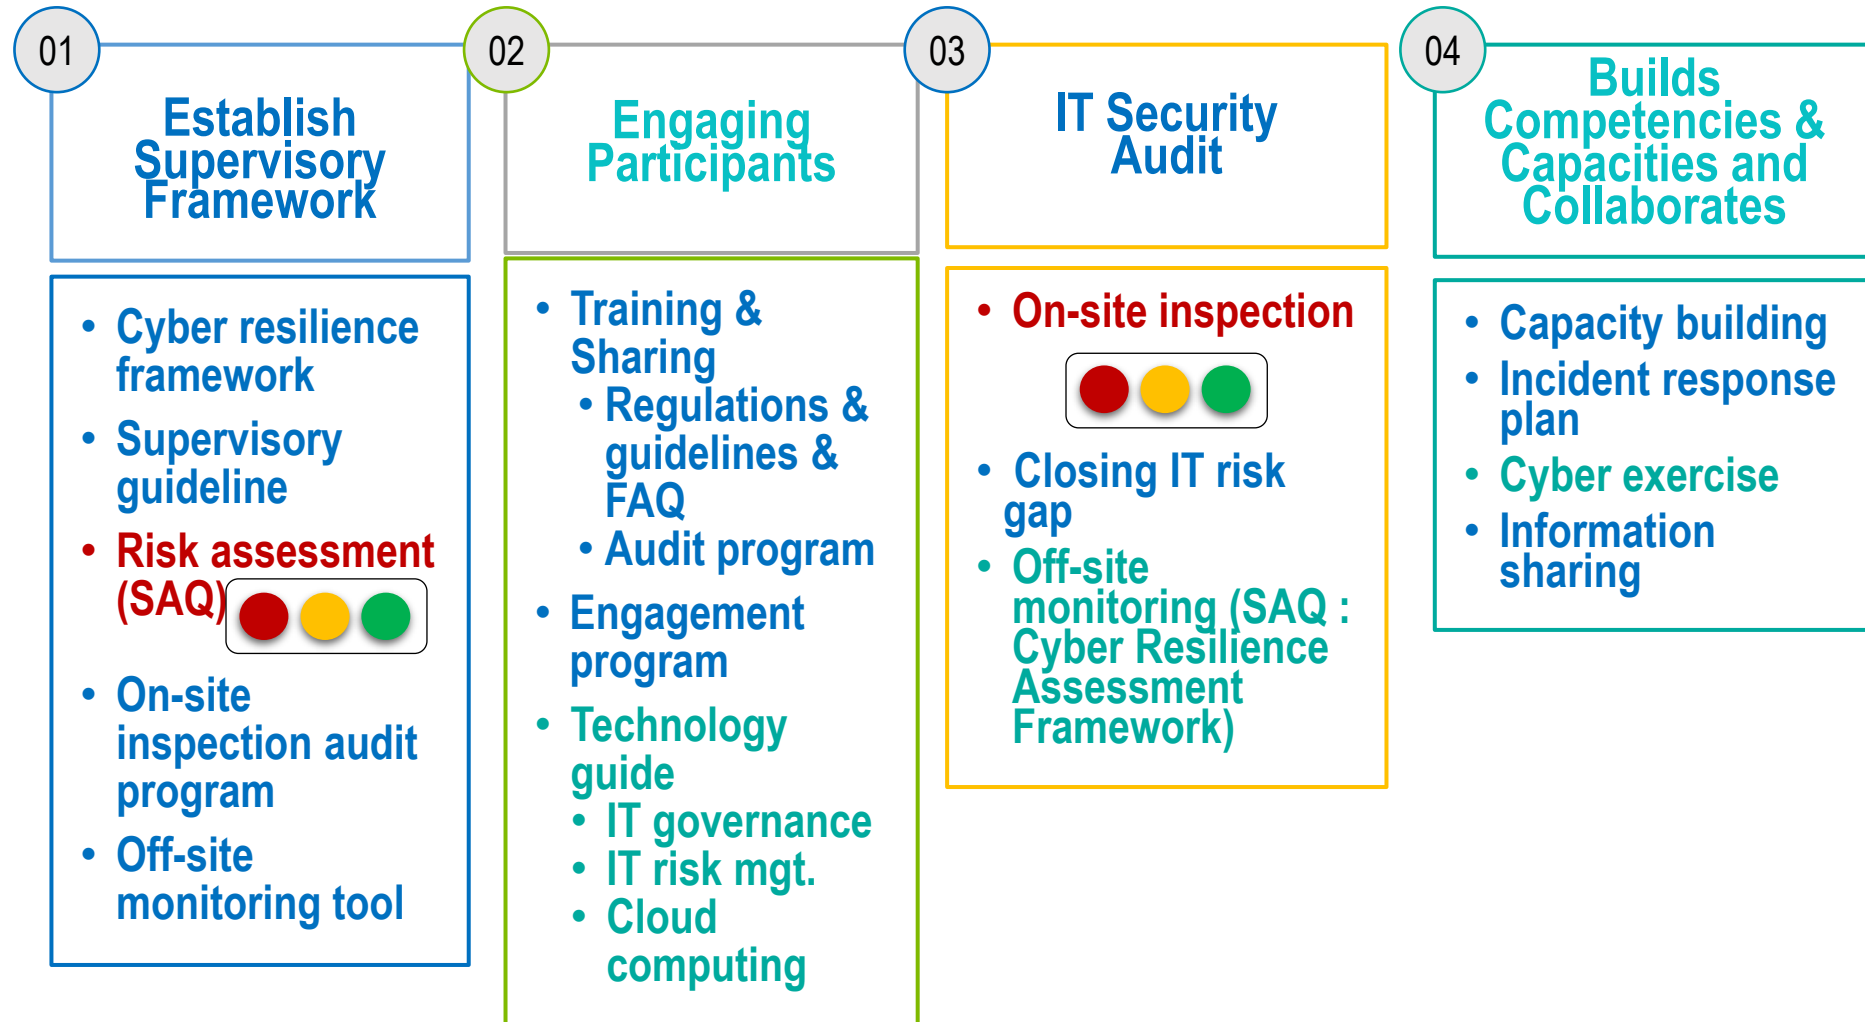 01
Establish
Supervisory
Framework
• Cyber resilience
framework
• Supervisory
guideline
• Risk assessment
(SAQ)
• On-site
inspection audit
program
• Off-site
monitoring tool
02
Engaging
Participants
• Training &
Sharing
• Regulations &
guidelines &
FAQ
• Audit program
• Engagement
program
• Technology
guide
• IT governance
• IT risk mgt.
• Cloud
computing
03
IT Security
Audit
• On-site inspection
• Closing IT risk
gap
• Off-site
monitoring (SAQ :
Cyber Resilience
Assessment
Framework)
04
Builds
Competencies &
Capacities and
Collaborates
• Capacity building
• Incident response
plan
• Cyber exercise
• Information
sharing